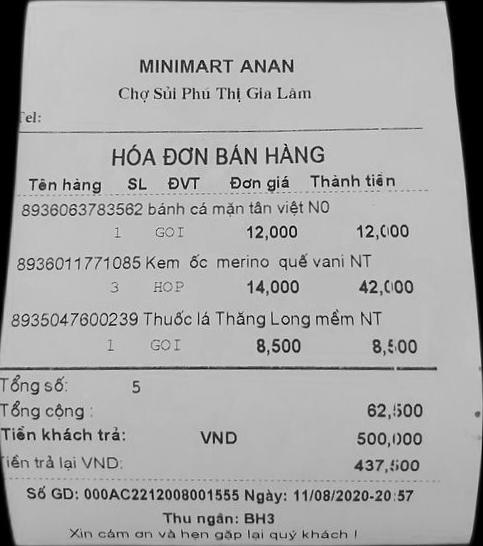 MINIMART ANAN
Chợ Sủi Phú Thị Gia Lâm
Tel:
HÓA ĐƠN BÁN HÀNG
Tên hàng SL ĐVT Đơn giá Thành tiền
8936063783562 bánh cá mặn tân việt N0
1 GOI 12,000 12,000
8936011771085 Kem ốc merino quế vani NT
3 HOP 14,000 42,000
8935047600239 Thuốc lá Thăng Long mềm NT
1 GOI 8,500 8,500
Tổng số: 5
Tổng cộng : 62,500
Tiền khách trả: VND 500,000
Tiền trả lại VND: 437,500
Số GD: 000AC2212008001555 Ngày: 11/08/2020-20:57
Thu ngân: BH3
Xin cám ơn và hẹn gặp lại quý khách !